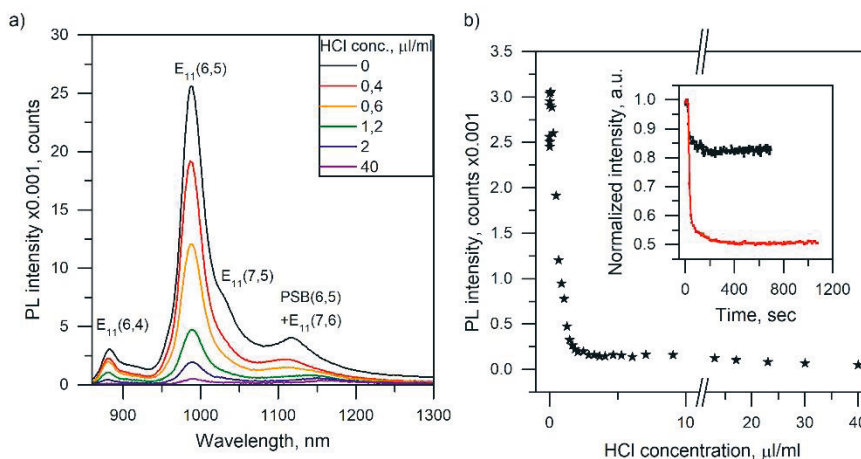 a)
30
25
20
15
10
5
0
PL intensity x0.001, counts
E11(6,5)
E11(7,5)
PSB(6,5)
+E11(7,6)
E11(6,4)
HCl conc., μl/ml
0
0,4
0,6
1,2
2
40
900 1000 1100 1200 1300
Wavelength, nm
b)
3.5
3.0
2.5
2.0
1.5
1.0
0.5
0.0
PL intensity, counts x0.001
1.0
0.9
0.8
0.7
0.6
0.5
Normalized intensity, a.u.
0 400 800 1200
Time, sec
0 10 20 30 40
HCl concentration, μl/ml